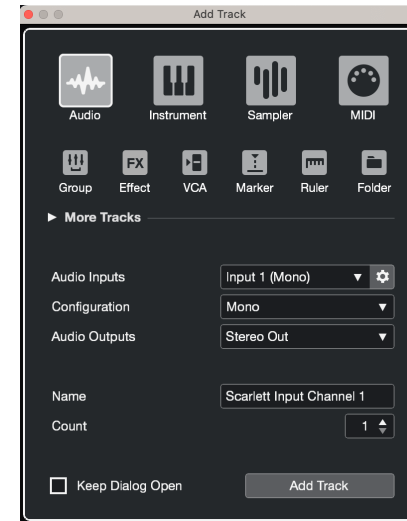 Add Track
Audio Instrument Sampler MIDI
FX
Group Effect VCA Marker Ruler Folder
More Tracks
Audio Inputs Input 1 (Mono)
Configuration Mono
Audio Outputs Stereo Out
Name Scarlett Input Channel 1
Count 1
Keep Dialog Open Add Track